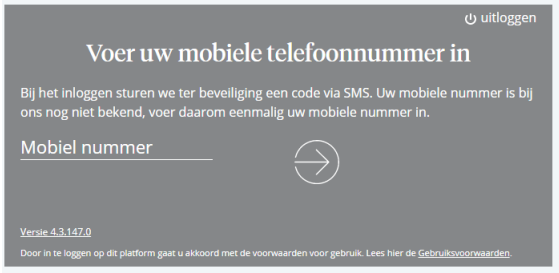 uitloggen
Voer uw mobiele telefoonnummer in
Bij het inloggen sturen we ter beveiliging een code via SMS. Uw mobiele nummer is bij
ons nog niet bekend, voer daarom eenmalig uw mobiele nummer in.
Mobiel nummer
Versie 4.3.147.0
Door in te loggen op dit platform gaat u akkoord met de voorwaarden voor gebruik. Lees hier de Gebruiksvoorwaarden.